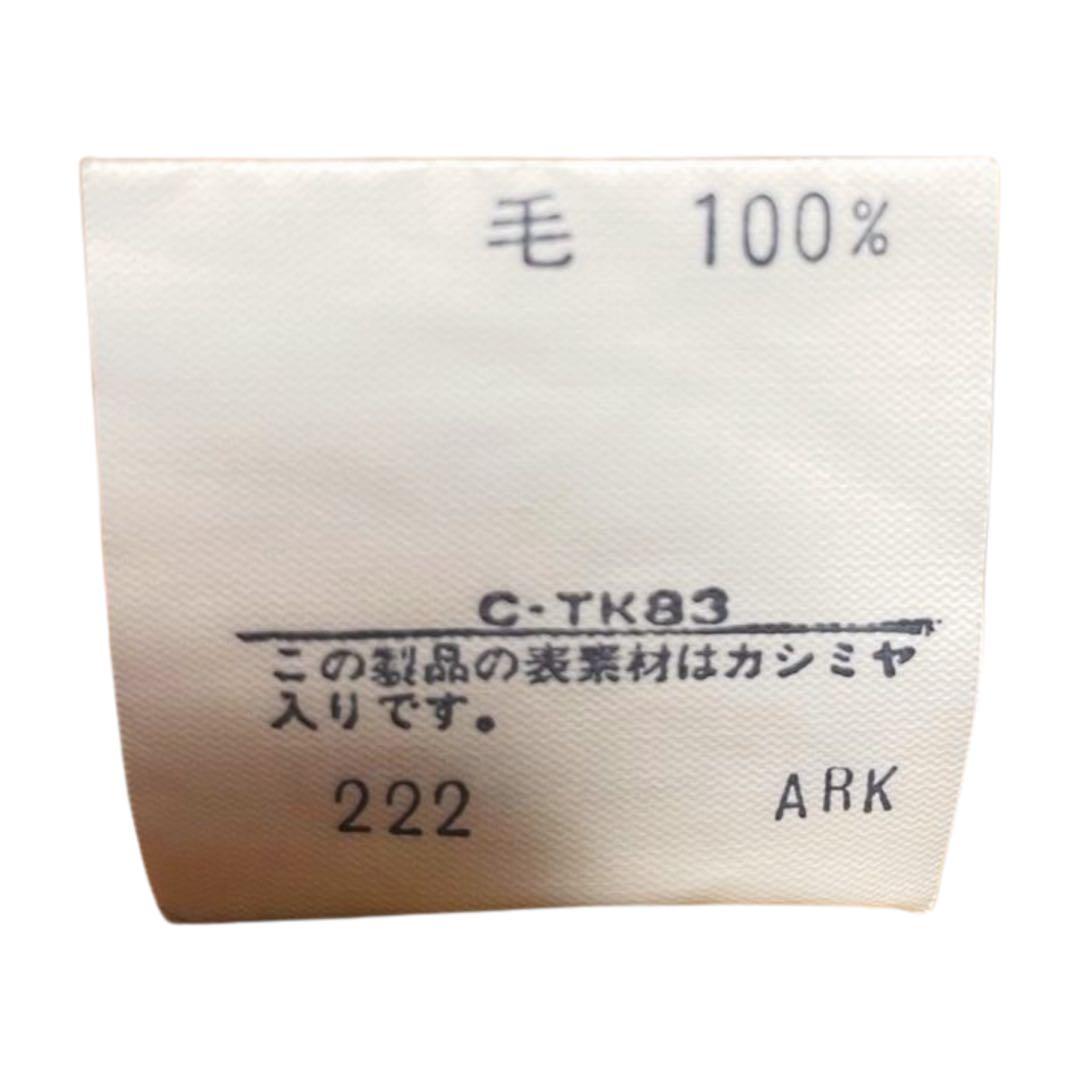 毛 100%
C-TK83
この製品の表素材はカシミヤ
入りです。
222 ARK